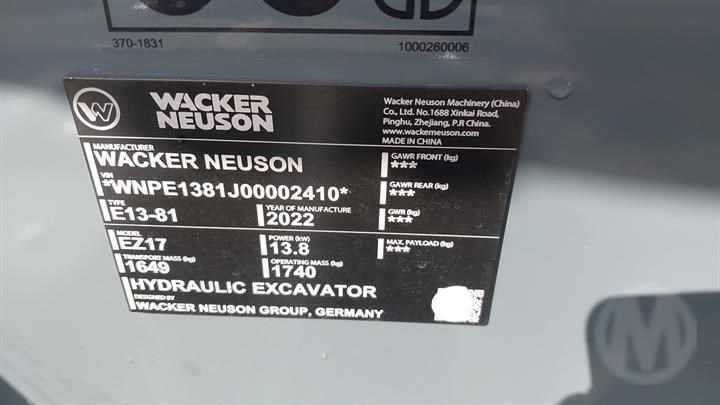 370-1831
1000260006
WACKER
NEUSON
Wacker Neuson Machinery (China)
Co., Ltd. No.1688 Xinkai Road,
Pinghu, Zhejiang, P.R China.
www.wackerneuson.com
MADE IN CHINA
MANUFACTURER
WACKER NEUSON
VIN
*WNPE1381J00002410*
TYPE
E13-81
YEAR OF MANUFACTURE
2022
MODEL
EZ17
POWER (kW)
13.8
TRANSPORT MASS (kg)
1649
OPERATING MASS (kg)
1740
GAWR FRONT (kg)
***
GAWR REAR (kg)
***
GWR (kg)
***
MAX. PAYLOAD (kg)
***
HYDRAULIC EXCAVATOR
DESIGNED BY
WACKER NEUSON GROUP, GERMANY
M